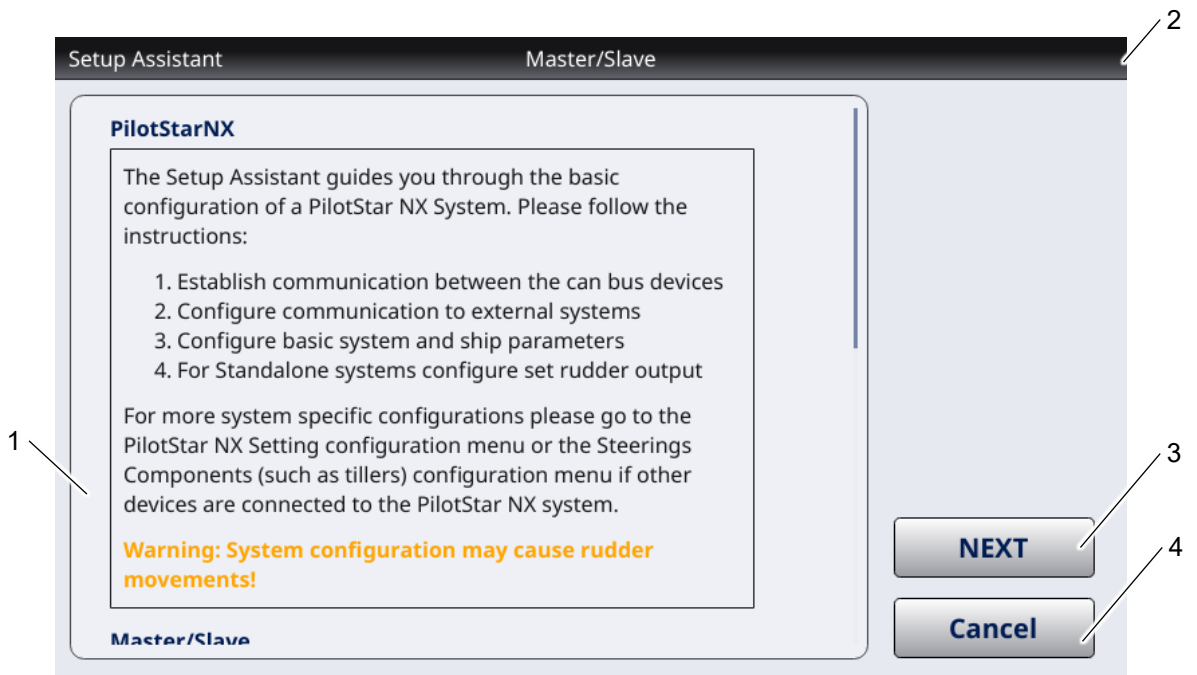 2
Setup Assistant Master/Slave
PilotStarNX
The Setup Assistant guides you through the basic
configuration of a PilotStar NX System. Please follow the
instructions:
1. Establish communication between the can bus devices
2. Configure communication to external systems
3. Configure basic system and ship parameters
4. For Standalone systems configure set rudder output
For more system specific configurations please go to the
PilotStar NX Setting configuration menu or the Steerings
Components (such as tillers) configuration menu if other
devices are connected to the PilotStar NX system.
Warning: System configuration may cause rudder
movements!
Master/Slave
1
3
NEXT
4
Cancel